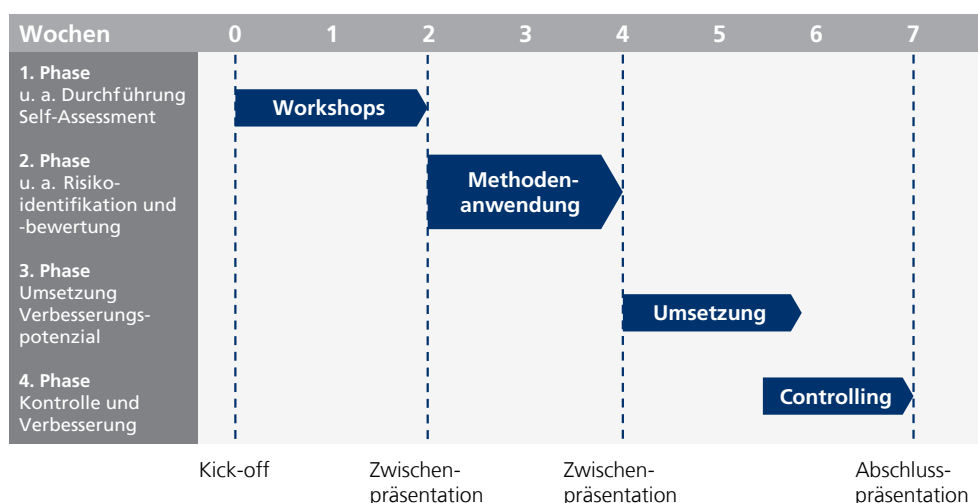 Wochen 0 1 2 3 4 5 6 7
1. Phase
u. a. Durchführung
Self-Assessment
Workshops
2. Phase
u. a. Risiko-
identifikation und
-bewertung
Methoden-
anwendung
3. Phase
Umsetzung
Verbesserungs-
potenzial
Umsetzung
4. Phase
Kontrolle und
Verbesserung
Controlling
Kick-off
Zwischen-
präsentation
Zwischen-
präsentation
Abschluss-
präsentation